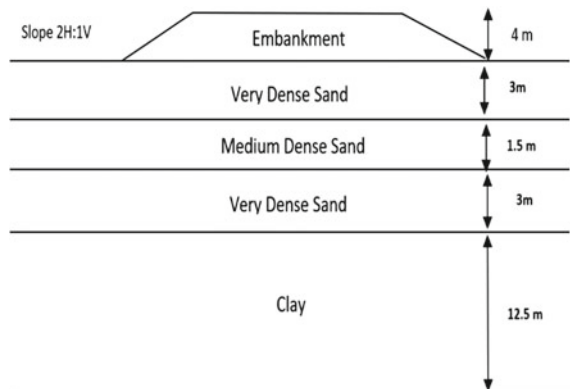 Slope 2H:1V
Embankment
4 m
Very Dense Sand
3m
Medium Dense Sand
1.5 m
Very Dense Sand
3m
Clay
12.5 m